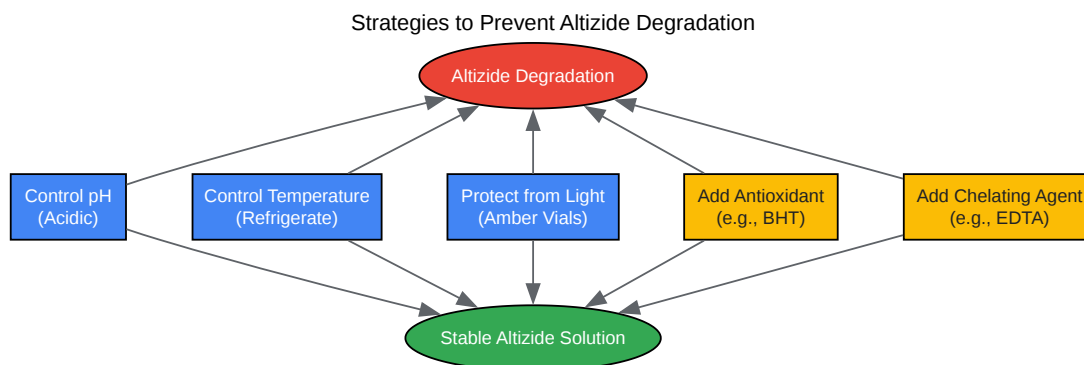 Strategies to Prevent Altizide Degradation
Altizide Degradation
Control pH
(Acidic)
Control Temperature
(Refrigerate)
Protect from Light
(Amber Vials)
Add Antioxidant
(e.g., BHT)
Add Chelating Agent
(e.g., EDTA)
Stable Altizide Solution